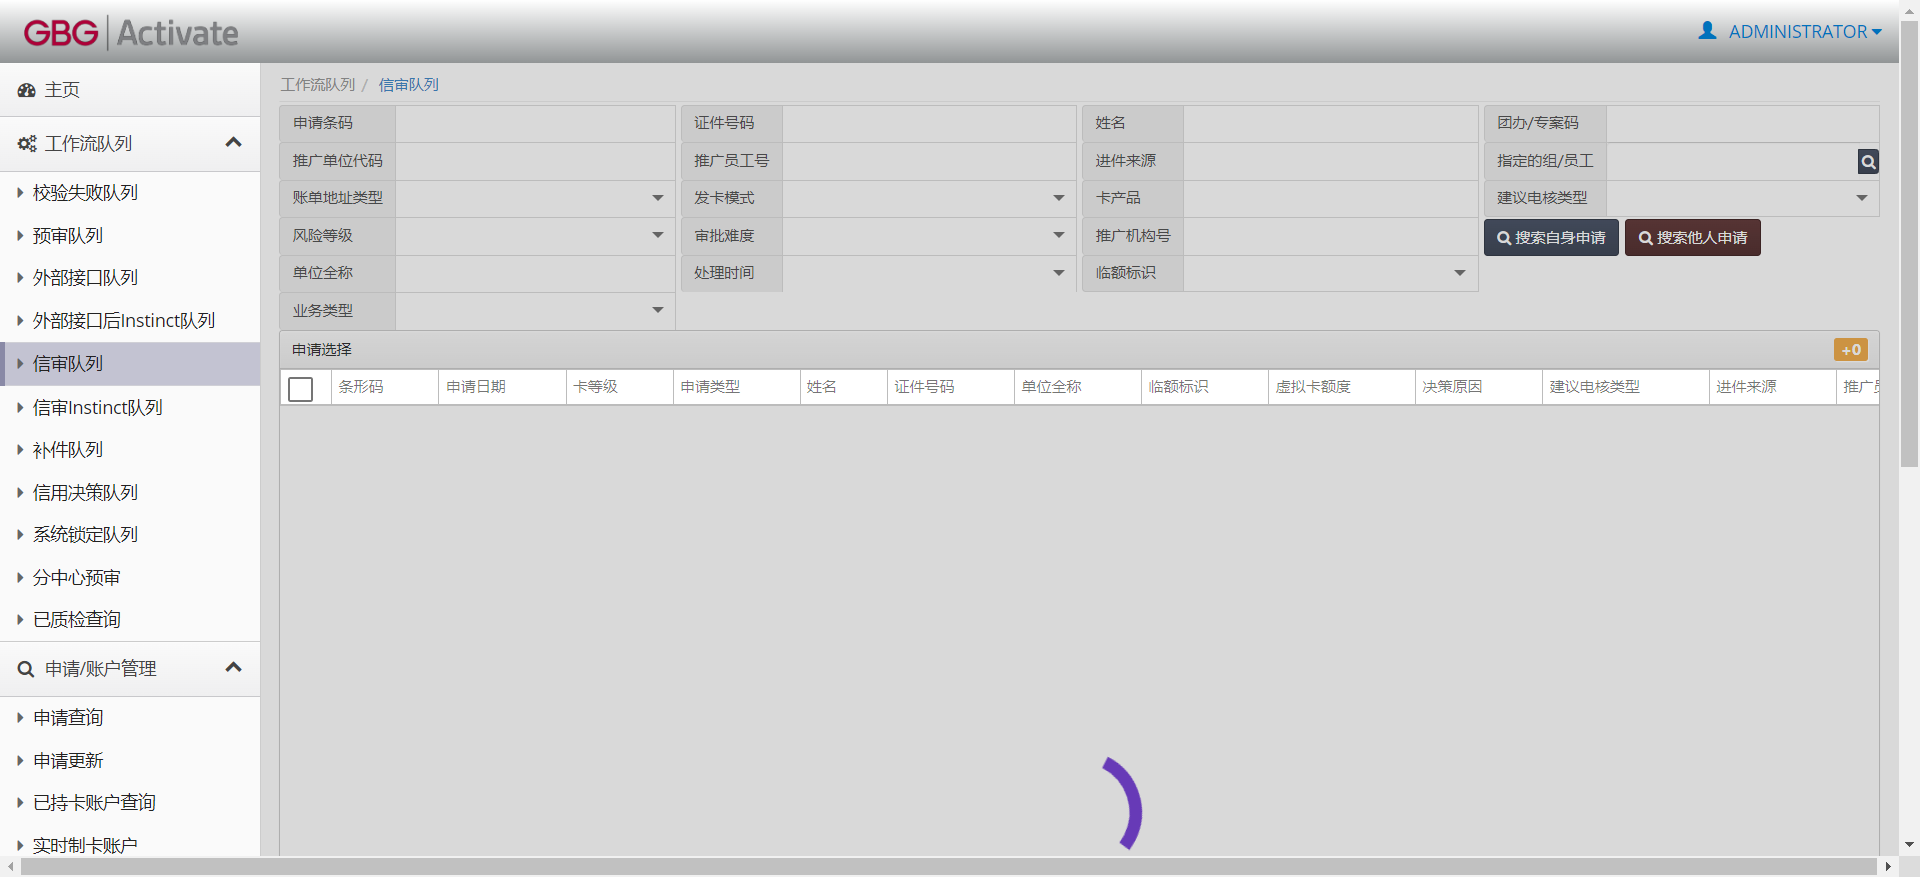 GBG Activate
ADMINISTRATOR
主页
工作流队列
校验失败队列
预审队列
外部接口队列
外部接口后Instinct队列
信审队列
信审Instinct队列
补件队列
信用决策队列
系统锁定队列
分中心预审
已质检查询
申请/账户管理
申请查询
申请更新
已持卡账户查询
实时制卡账户
工作流队列 / 信审队列
申请条码 证件号码 姓名 团办/专案码
推广单位代码 推广员工号 进件来源 指定的组/员工
账单地址类型 发卡模式 卡产品 建议电核类型
风险等级 审批难度 推广机构号 搜索自身申请 搜索他人申请
单位全称 处理时间 临额标识
业务类型
申请选择 +0
条形码 申请日期 卡等级 申请类型 姓名 证件号码 单位全称 临额标识 虚拟卡额度 决策原因 建议电核类型 进件来源 推广